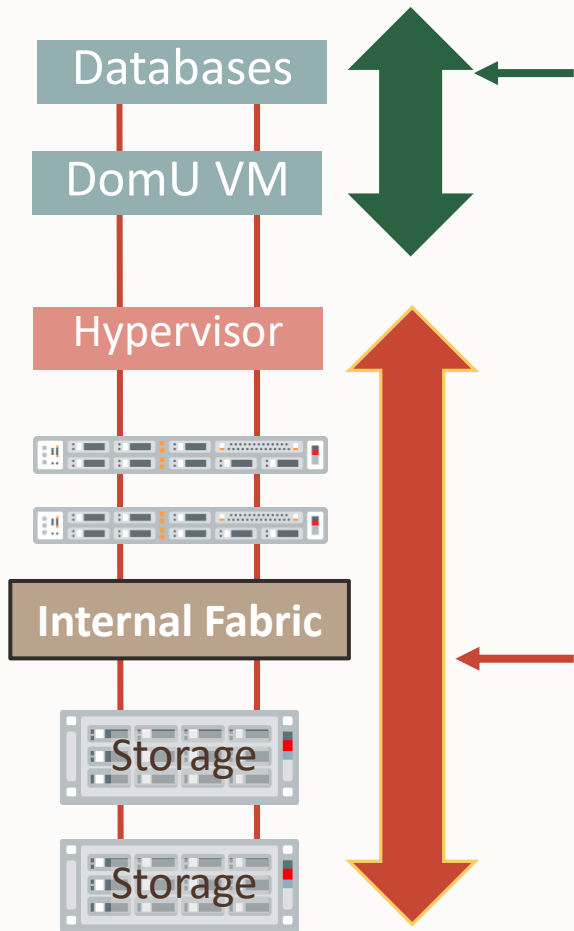 Databases
DomU VM
Hypervisor
Internal Fabric
Storage
Storage